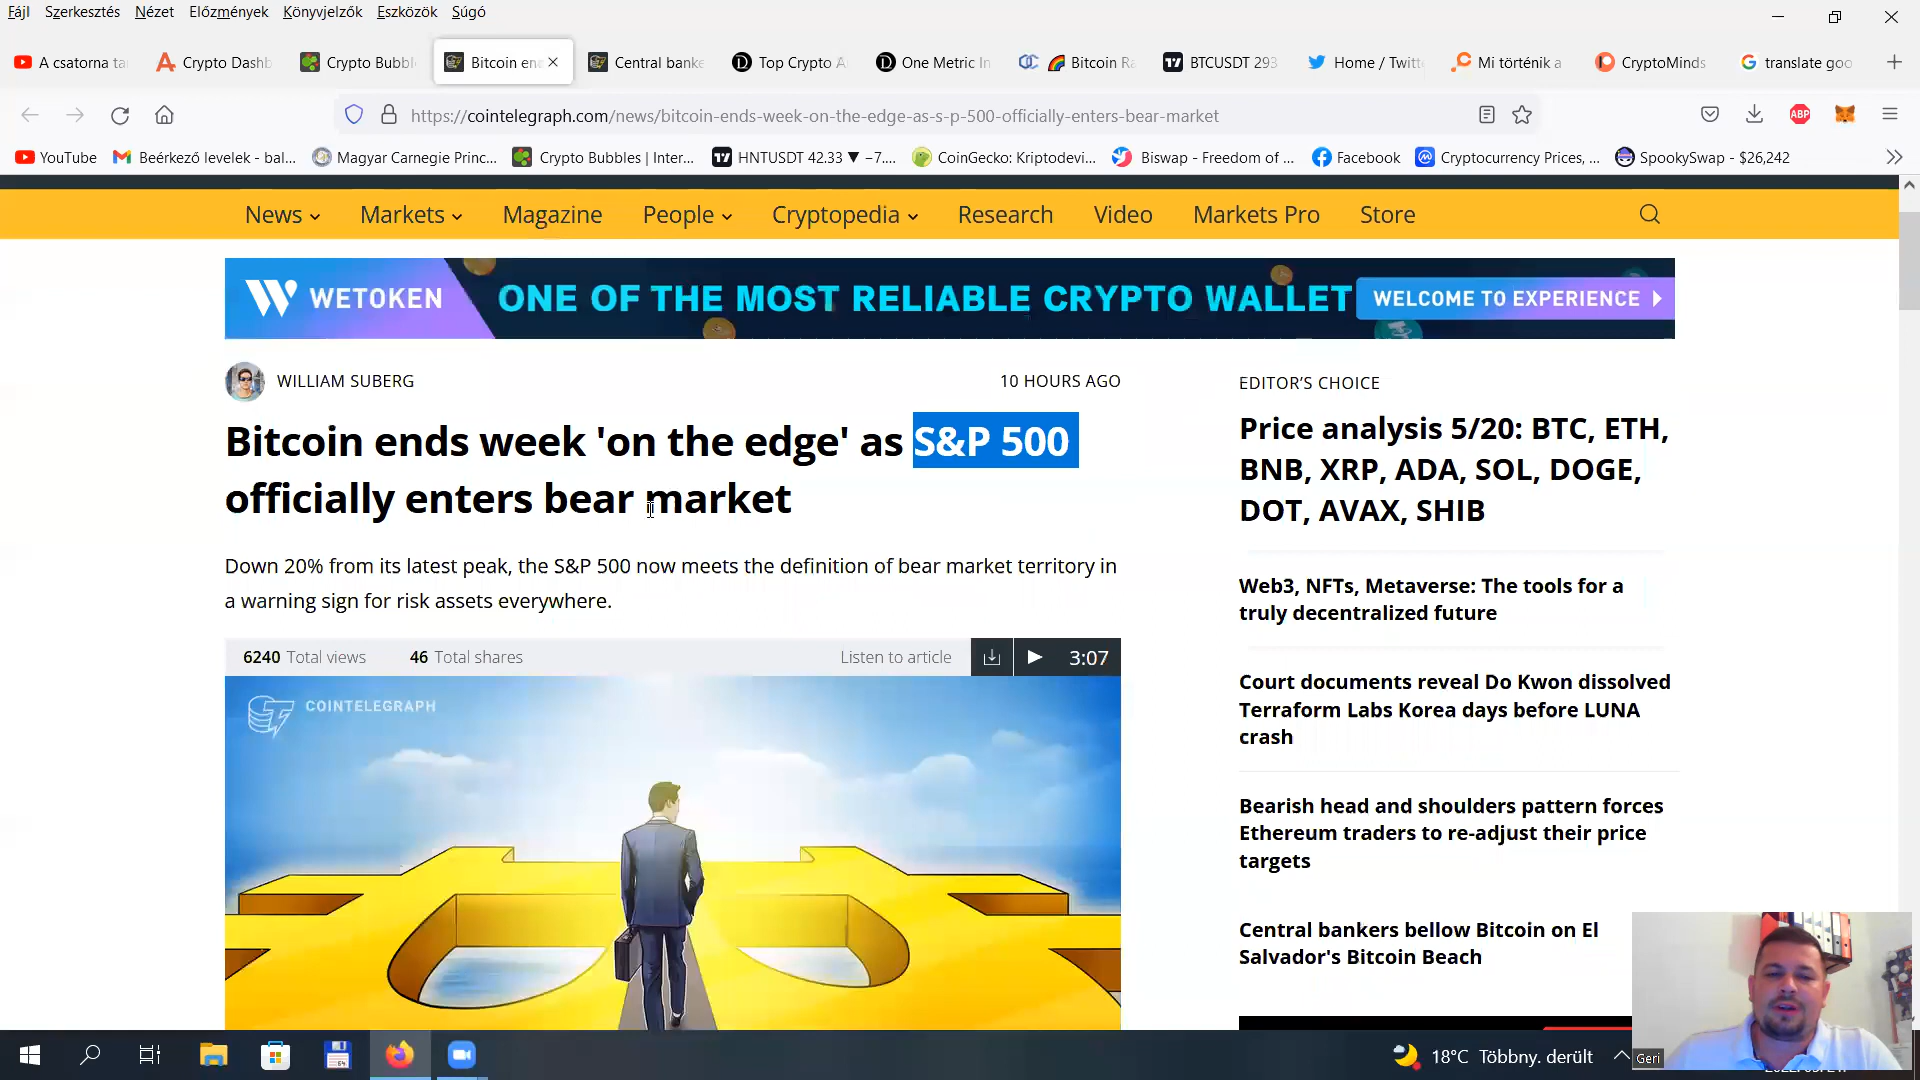 Fájl Szerkesztés Nézet Előzmények Könyvjelzők Eszközök Súgó
A csatorna ta
Crypto Dashb
Crypto Bubbl
Bitcoin en
Central banke
Top Crypto A
One Metric In
Bitcoin Ra
BTCUSDT 293
Home / Twitt
Mi történik a
CryptoMinds
translate goo
https://cointelegraph.com/news/bitcoin-ends-week-on-the-edge-as-s-p-500-officially-enters-bear-market
ABP
YouTube
Beérkező levelek - bal...
Magyar Carnegie Princ...
Crypto Bubbles | Inter...
HNTUSDT 42.33 ▼ −7....
CoinGecko: Kriptodevi...
Biswap - Freedom of ...
Facebook
Cryptocurrency Prices, ...
SpookySwap - $26,242
News Markets Magazine People Cryptopedia Research Video Markets Pro Store
WETOKEN ONE OF THE MOST RELIABLE CRYPTO WALLET WELCOME TO EXPERIENCE
WILLIAM SUBERG
10 HOURS AGO
Bitcoin ends week 'on the edge' as S&P 500
officially enters bear market
Down 20% from its latest peak, the S&P 500 now meets the definition of bear market territory in
a warning sign for risk assets everywhere.
6240 Total views 46 Total shares
Listen to article 3:07
COINTELEGRAPH
EDITOR'S CHOICE
Price analysis 5/20: BTC, ETH,
BNB, XRP, ADA, SOL, DOGE,
DOT, AVAX, SHIB
Web3, NFTs, Metaverse: The tools for a
truly decentralized future
Court documents reveal Do Kwon dissolved
Terraform Labs Korea days before LUNA
crash
Bearish head and shoulders pattern forces
Ethereum traders to re-adjust their price
targets
Central bankers bellow Bitcoin on El
Salvador's Bitcoin Beach
18°C Többny. derült
Geri